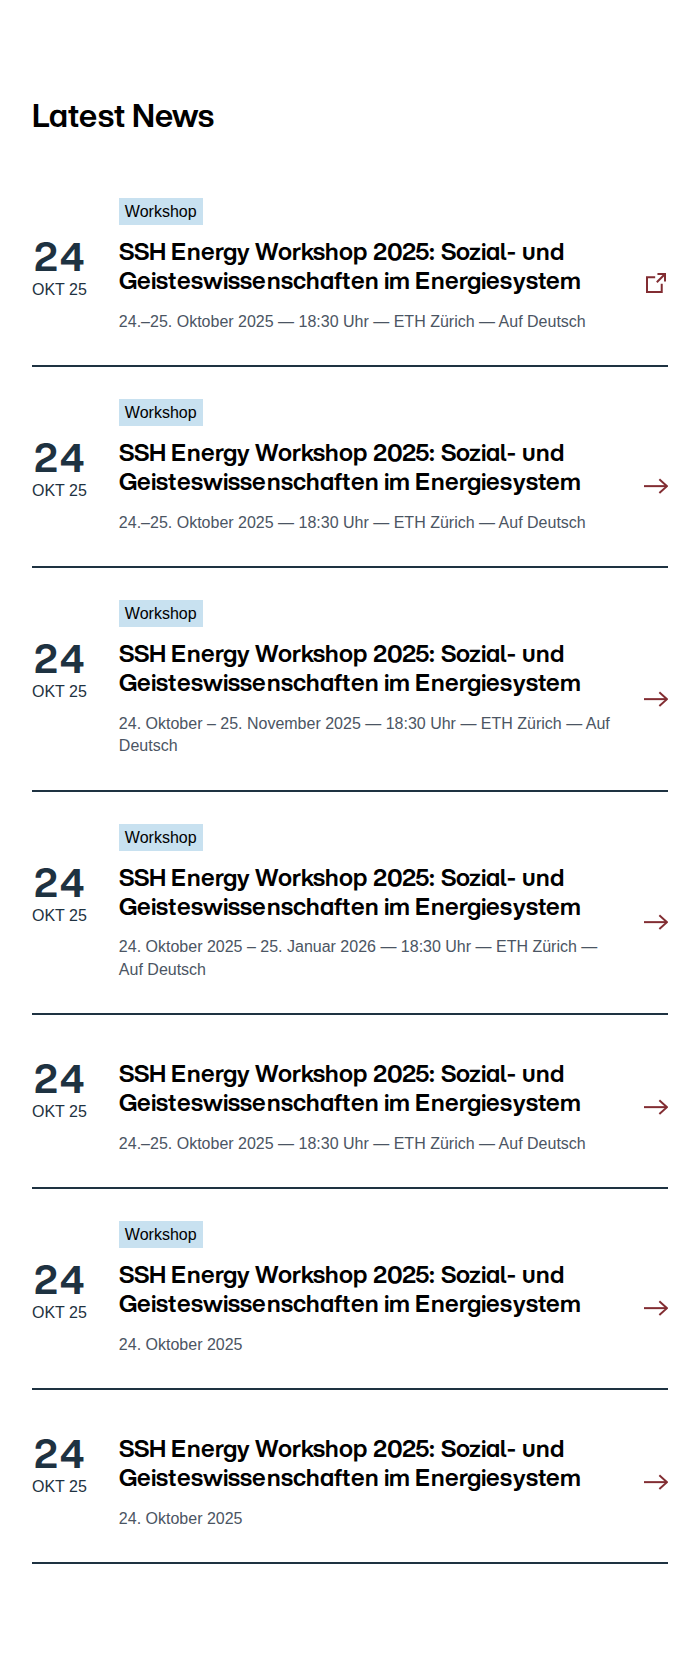 Latest News
Workshop
24
OKT 25
SSH Energy Workshop 2025: Sozial- und
Geisteswissenschaften im Energiesystem
24.–25. Oktober 2025 — 18:30 Uhr — ETH Zürich — Auf Deutsch
Workshop
24
OKT 25
SSH Energy Workshop 2025: Sozial- und
Geisteswissenschaften im Energiesystem
24.–25. Oktober 2025 — 18:30 Uhr — ETH Zürich — Auf Deutsch
Workshop
24
OKT 25
SSH Energy Workshop 2025: Sozial- und
Geisteswissenschaften im Energiesystem
24. Oktober – 25. November 2025 — 18:30 Uhr — ETH Zürich — Auf
Deutsch
Workshop
24
OKT 25
SSH Energy Workshop 2025: Sozial- und
Geisteswissenschaften im Energiesystem
24. Oktober 2025 – 25. Januar 2026 — 18:30 Uhr — ETH Zürich —
Auf Deutsch
24
OKT 25
SSH Energy Workshop 2025: Sozial- und
Geisteswissenschaften im Energiesystem
24.–25. Oktober 2025 — 18:30 Uhr — ETH Zürich — Auf Deutsch
Workshop
24
OKT 25
SSH Energy Workshop 2025: Sozial- und
Geisteswissenschaften im Energiesystem
24. Oktober 2025
24
OKT 25
SSH Energy Workshop 2025: Sozial- und
Geisteswissenschaften im Energiesystem
24. Oktober 2025